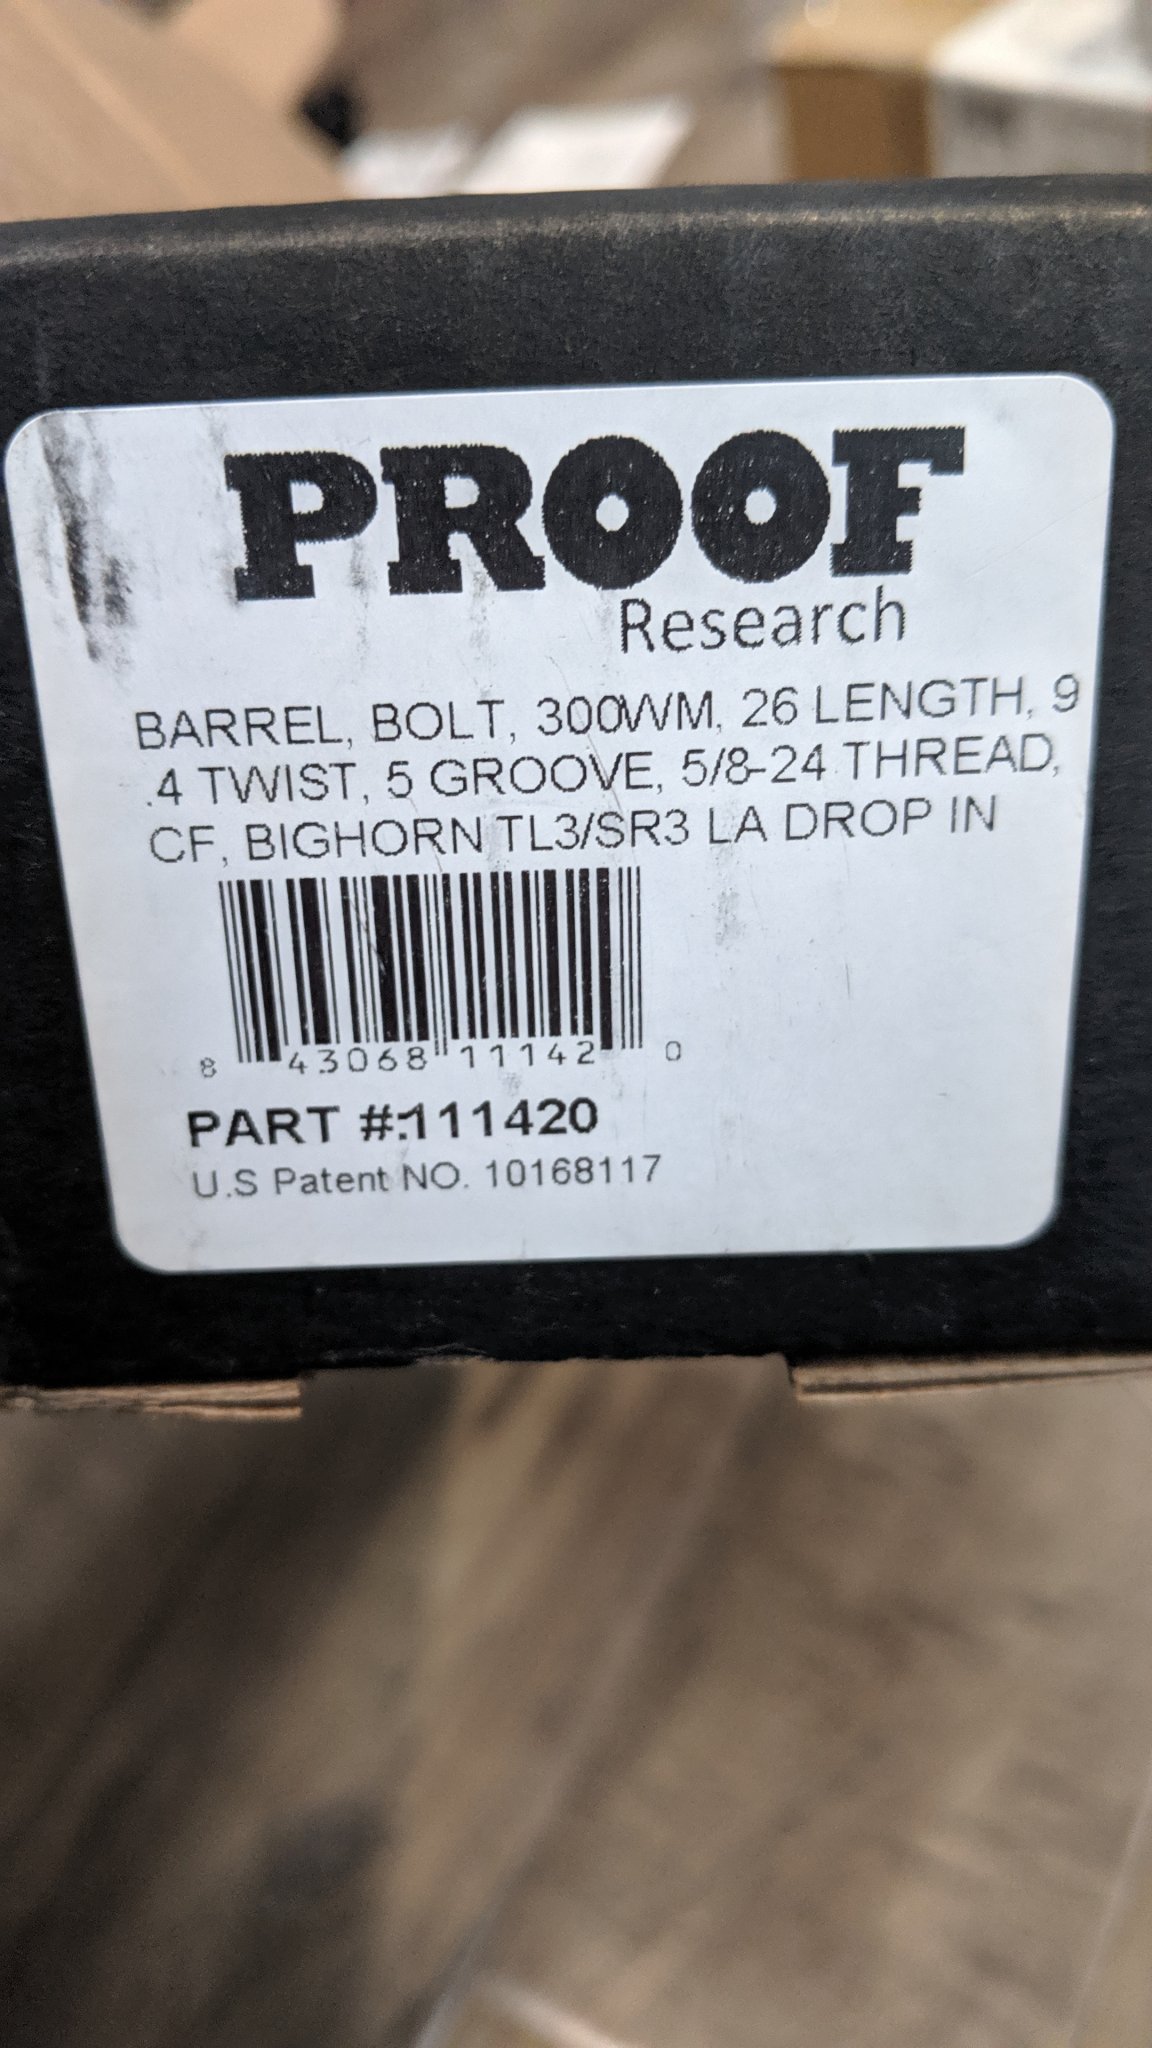 PROOF
Research
BARREL, BOLT, 300WM, 26 LENGTH, 9
.4 TWIST, 5 GROOVE, 5/8-24 THREAD,
CF, BIGHORN TL3/SR3 LA DROP IN
8 43068 11142 0
PART #:111420
U.S Patent NO. 10168117